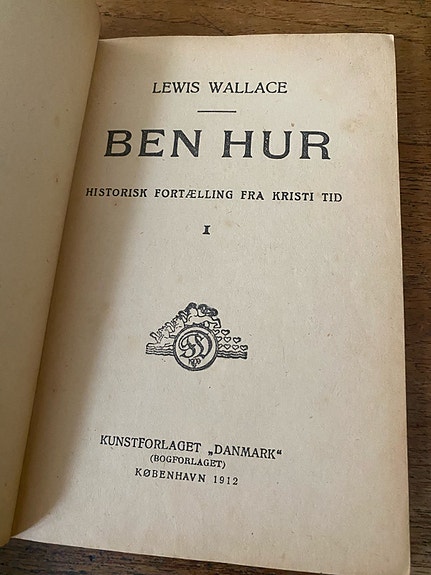 LEWIS WALLACE
BEN HUR
HISTORISK FORTÆLLING FRA KRISTI TID
I
KUNSTFORLAGET „DANMARK“
(BOGFORLAGET)
KØBENHAVN 1912